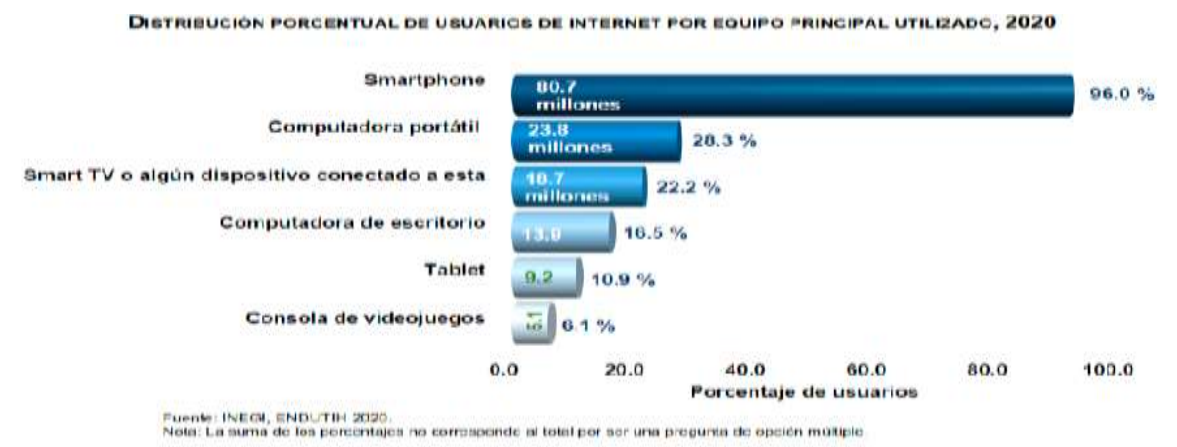 DISTRIBUCIÓN PORCENTUAL DE USUARIOS DE INTERNET POR EQUIPO PRINCIPAL UTILIZADO, 2020
Smartphone
80.7
millones
96.0 %
Computadora portátil
23.8
millones
28.3 %
Smart TV o algún dispositivo conectado a esta
18.7
millones
22.2 %
Computadora de escritorio
13.9
16.5 %
Tablet
9.2
10.9 %
Consola de videojuegos
5.1
6.1 %
0.0 20.0 40.0 60.0 80.0 100.0
Porcentaje de usuarios
Fuente: INEGI, ENDUTIH 2020.
Nota: La suma de los porcentajes no corresponde al total por ser una pregunta de opción múltiple